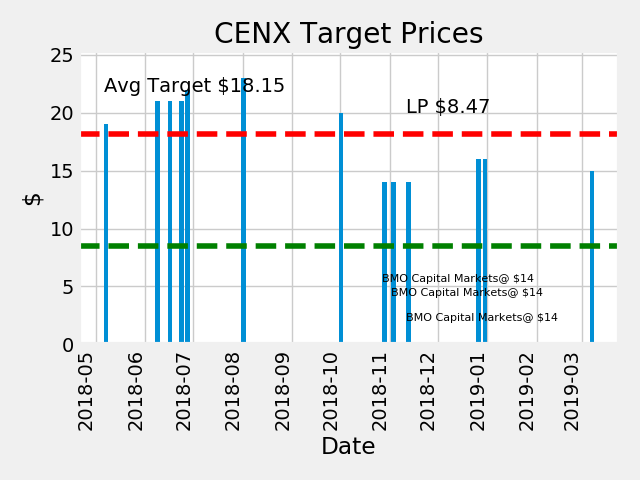 CENX Target Prices
25
Avg Target $18.15
LP $8.47
20
15
$
10
BMO Capital Markets@ $14
5
BMO Capital Markets@ $14
BMO Capital Markets@ $14
0
2018-05
2018-06
2018-07
2018-08
2018-09
2018-10
2018-11
2018-12
2019-01
2019-02
2019-03
Date